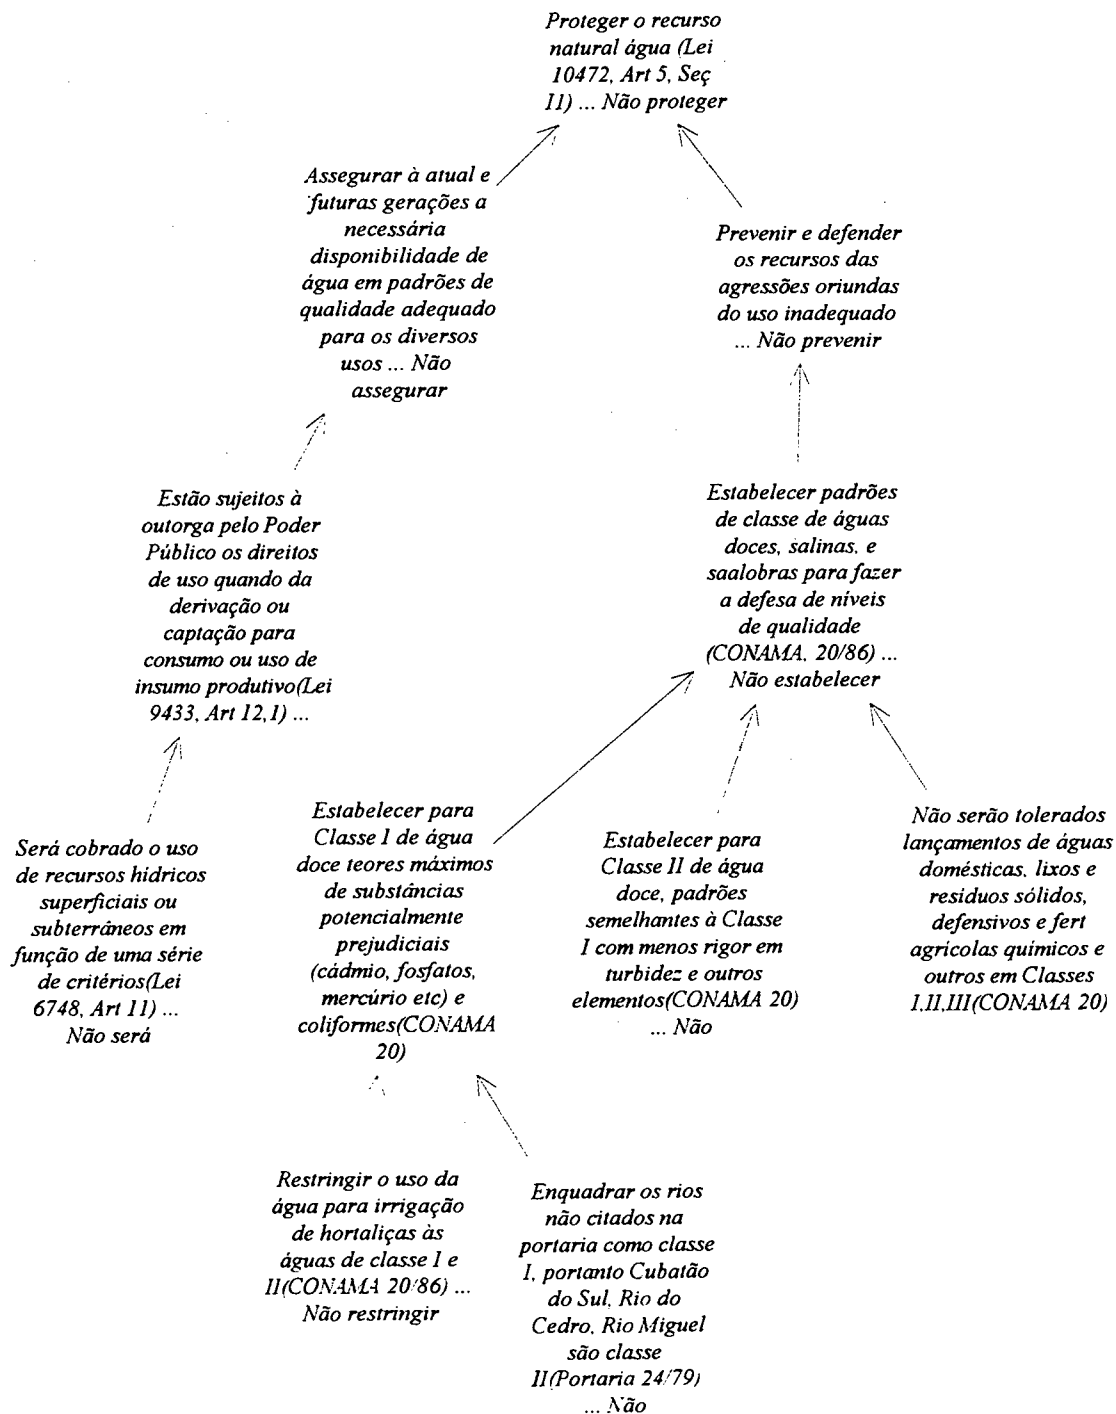 Proteger o recurso
natural água (Lei
10472, Art 5, Seç
II) ... Não proteger
Assegurar à atual e
futuras gerações a
necessária
disponibilidade de
água em padrões de
qualidade adequado
para os diversos
usos ... Não
assegurar
Prevenir e defender
os recursos das
agressões oriundas
do uso inadequado
... Não prevenir
Estão sujeitos à
outorga pelo Poder
Público os direitos
de uso quando da
derivação ou
captação para
consumo ou uso de
insumo produtivo(Lei
9433, Art 12,1) ...
Estabelecer padrões
de classe de águas
doces, salinas, e
saalobras para fazer
a defesa de níveis
de qualidade
(CONAMA, 20/86) ...
Não estabelecer
Será cobrado o uso
de recursos hídricos
superficiais ou
subterrâneos em
função de uma série
de critérios(Lei
6748, Art 11) ...
Não será
Estabelecer para
Classe I de água
doce teores máximos
de substâncias
potencialmente
prejudiciais
(cádmio, fosfatos,
mercúrio etc) e
coliformes(CONAMA
20)
Estabelecer para
Classe II de água
doce, padrões
semelhantes à Classe
I com menos rigor em
turbidez e outros
elementos(CONAMA 20)
... Não
Não serão tolerados
lançamentos de águas
domésticas, lixos e
resíduos sólidos,
defensivos e fert
agrícolas químicos e
outros em Classes
I,II,III(CONAMA 20)
Restringir o uso da
água para irrigação
de hortaliças às
águas de classe I e
II(CONAMA 20/86) ...
Não restringir
Enquadrar os rios
não citados na
portaria como classe
I, portanto Cubatão
do Sul, Rio do
Cedro, Rio Miguel
são classe
II(Portaria 24/79)
... Não